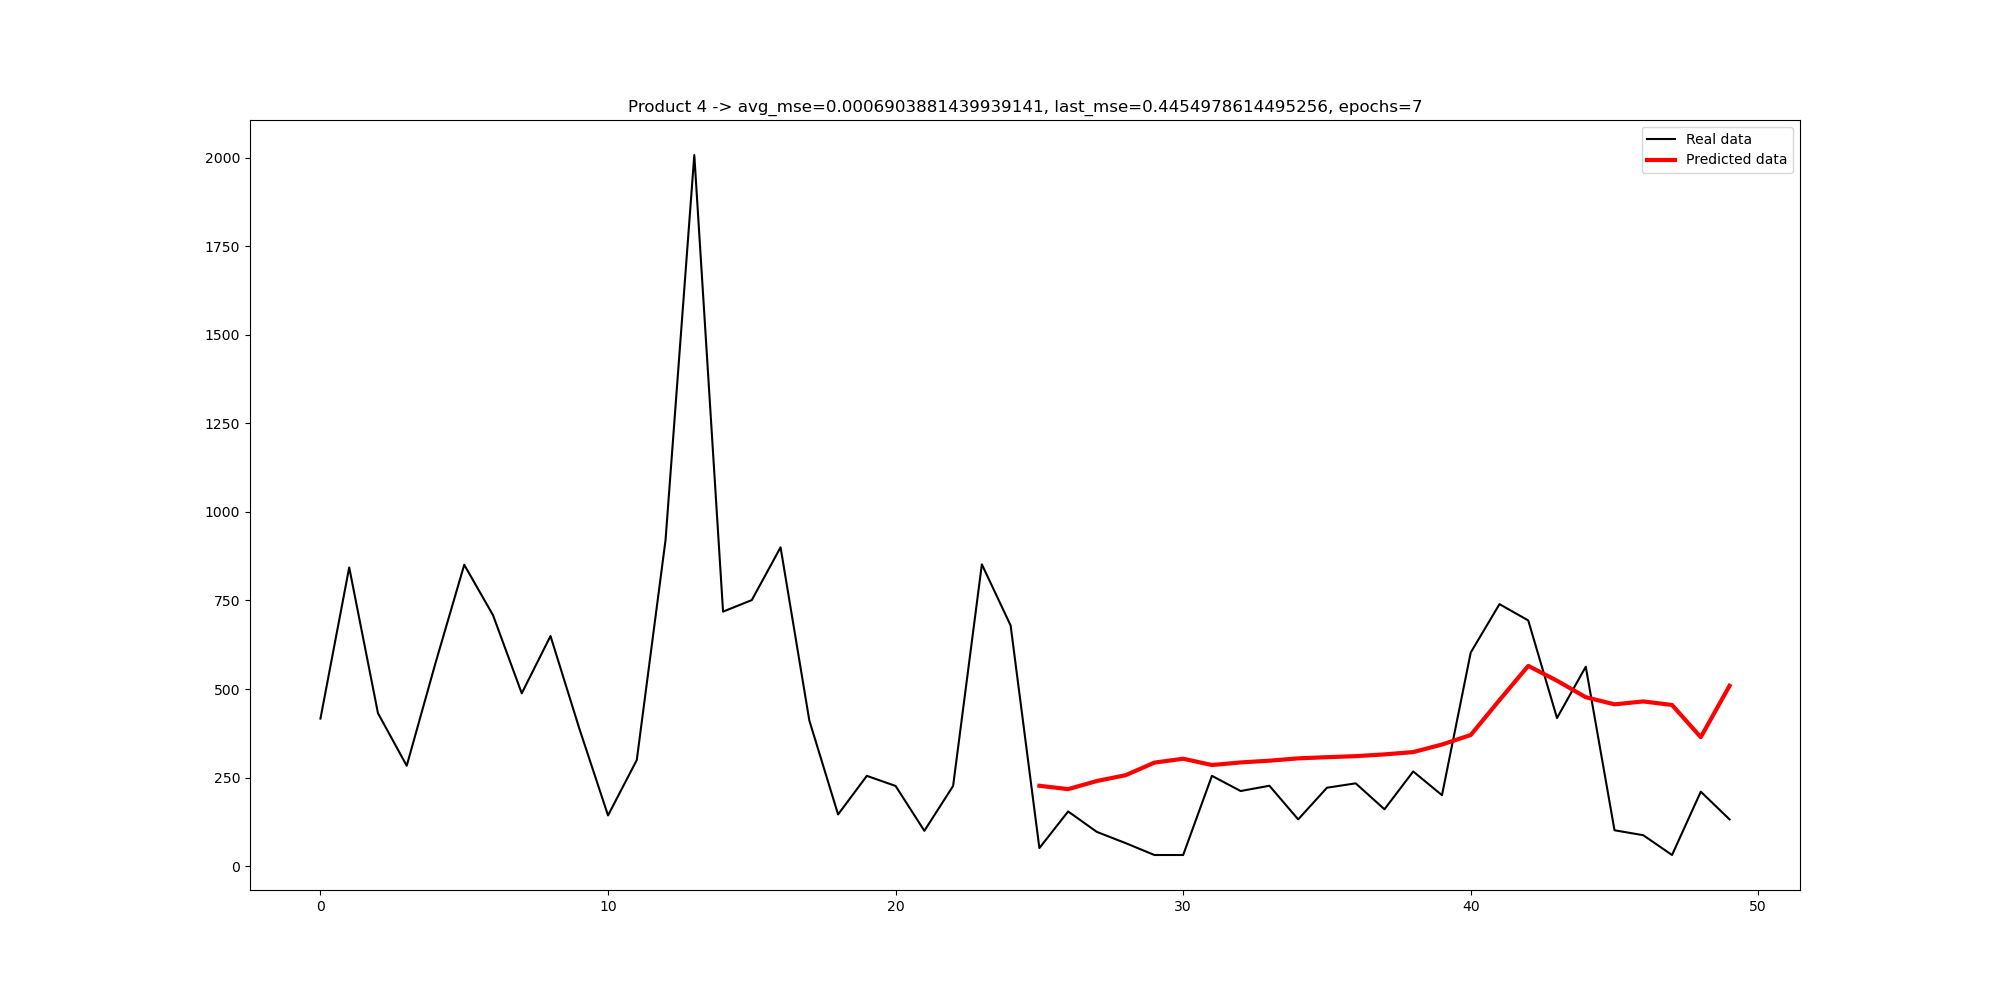 Product 4 -> avg_mse=0.0006903881439939141, last_mse=0.4454978614495256, epochs=7
Real data
Predicted data
2000
1750
1500
1250
1000
750
500
250
0
0 10 20 30 40 50